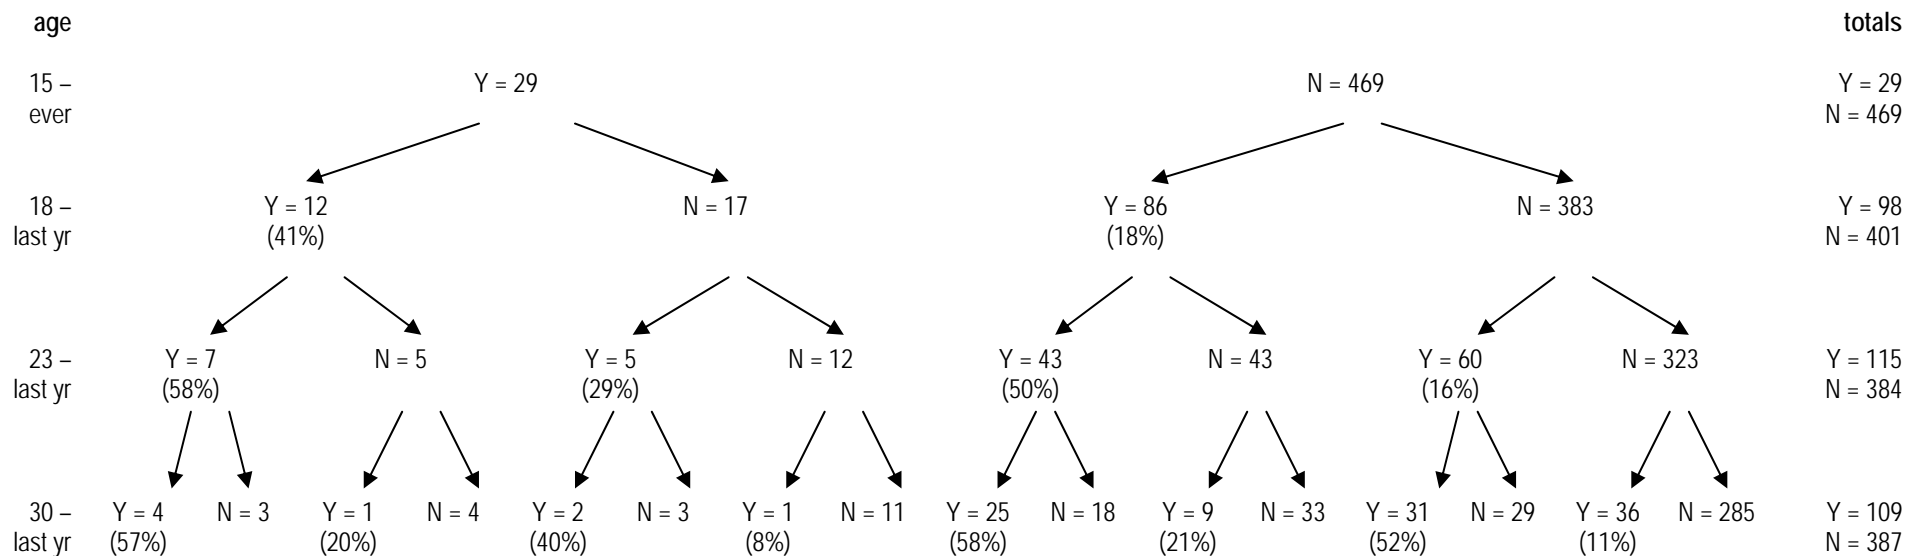 age totals
15 – Y = 29 N = 469 Y = 29
ever N = 469
18 – Y = 12 N = 17 Y = 86 N = 383 Y = 98
last yr (41%) (18%) N = 401
23 – Y = 7 N = 5 Y = 5 N = 12 Y = 43 N = 43 Y = 60 N = 323 Y = 115
last yr (58%) (29%) (50%) (16%) N = 384
30 – Y = 4 N = 3 Y = 1 N = 4 Y = 2 N = 3 Y = 1 N = 11 Y = 25 N = 18 Y = 9 N = 33 Y = 31 N = 29 Y = 36 N = 285 Y = 109
last yr (57%) (20%) (40%) (8%) (58%) (21%) (52%) (11%) N = 387